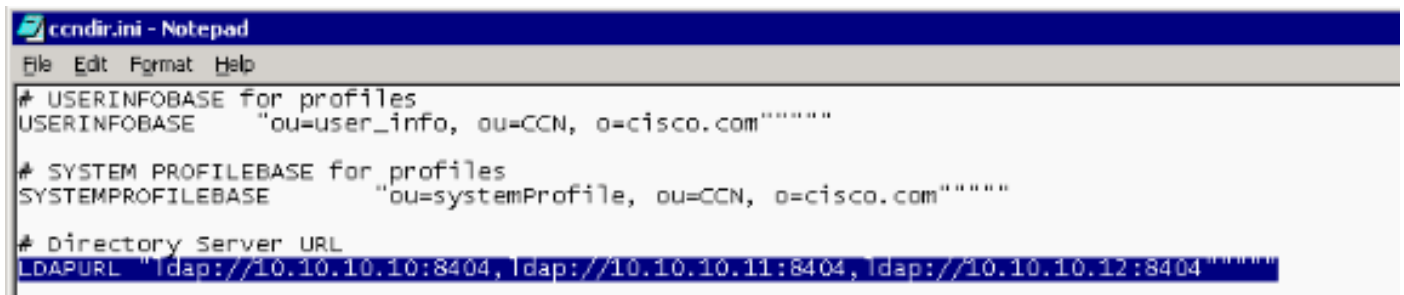 ccndir.ini - Notepad
File Edit Format Help
# USERINFOBASE for profiles
USERINFOBASE "ou=user_info, ou=CCN, o=cisco.com"""""
# SYSTEM PROFILEBASE for profiles
SYSTEMPROFILEBASE "ou=systemProfile, ou=CCN, o=cisco.com"""""
# Directory Server URL
LDAPURL "ldap://10.10.10.10:8404,ldap://10.10.10.11:8404,ldap://10.10.10.12:8404"""""